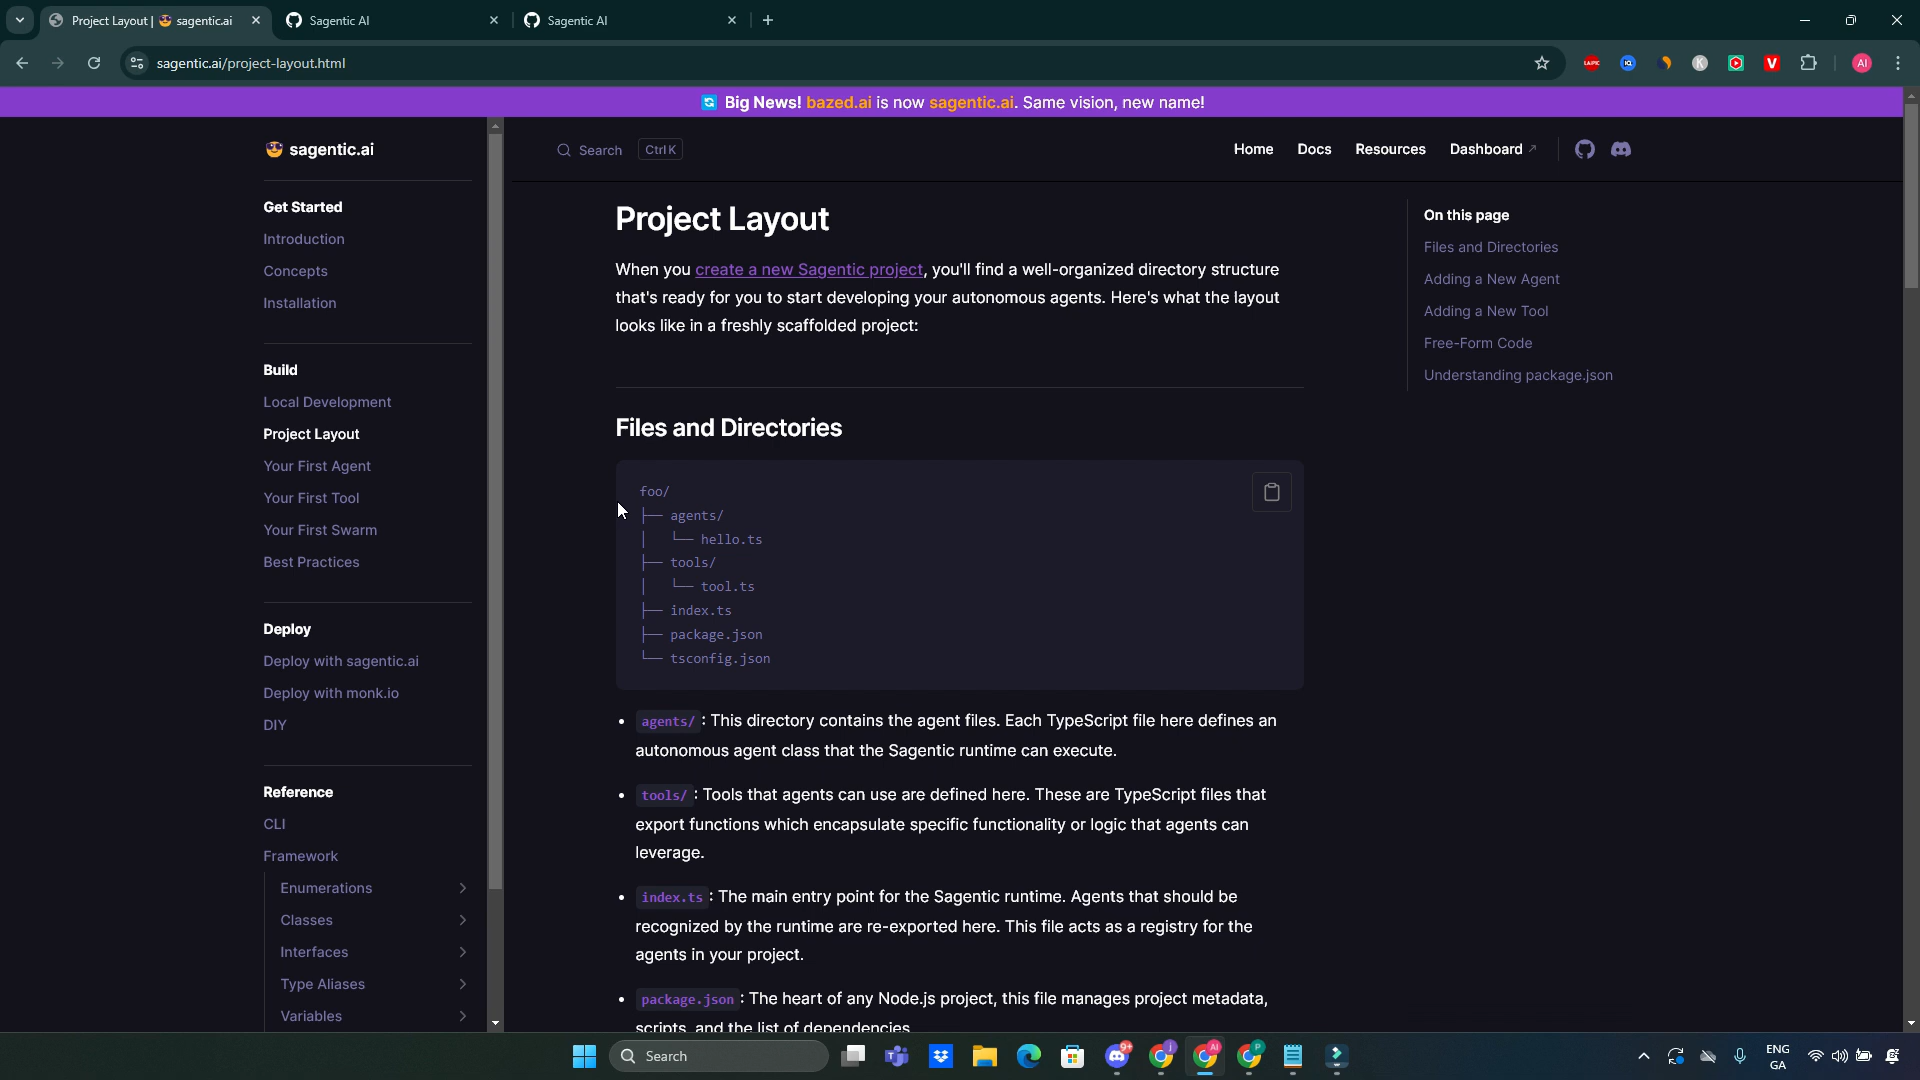 Project Layout | 😎 sagentic.ai
Sagentic AI
Sagentic AI
sagentic.ai/project-layout.html
LAIPIC
IQ
K
V
AI
Big News! bazed.ai is now sagentic.ai. Same vision, new name!
sagentic.ai
Search
Ctrl K
Home
Docs
Resources
Dashboard
Get Started
Introduction
Concepts
Installation
Build
Local Development
Project Layout
Your First Agent
Your First Tool
Your First Swarm
Best Practices
Deploy
Deploy with sagentic.ai
Deploy with monk.io
DIY
Reference
CLI
Framework
Enumerations
Classes
Interfaces
Type Aliases
Variables
Project Layout
When you create a new Sagentic project, you'll find a well-organized directory structure
that's ready for you to start developing your autonomous agents. Here's what the layout
looks like in a freshly scaffolded project:
Files and Directories
foo/
├── agents/
│   └── hello.ts
├── tools/
│   └── tool.ts
├── index.ts
├── package.json
└── tsconfig.json
• agents/ : This directory contains the agent files. Each TypeScript file here defines an
autonomous agent class that the Sagentic runtime can execute.
• tools/ : Tools that agents can use are defined here. These are TypeScript files that
export functions which encapsulate specific functionality or logic that agents can
leverage.
• index.ts : The main entry point for the Sagentic runtime. Agents that should be
recognized by the runtime are re-exported here. This file acts as a registry for the
agents in your project.
• package.json : The heart of any Node.js project, this file manages project metadata,
scripts, and the list of dependencies
On this page
Files and Directories
Adding a New Agent
Adding a New Tool
Free-Form Code
Understanding package.json
Search
9+
j
AI
P
ENG
GA